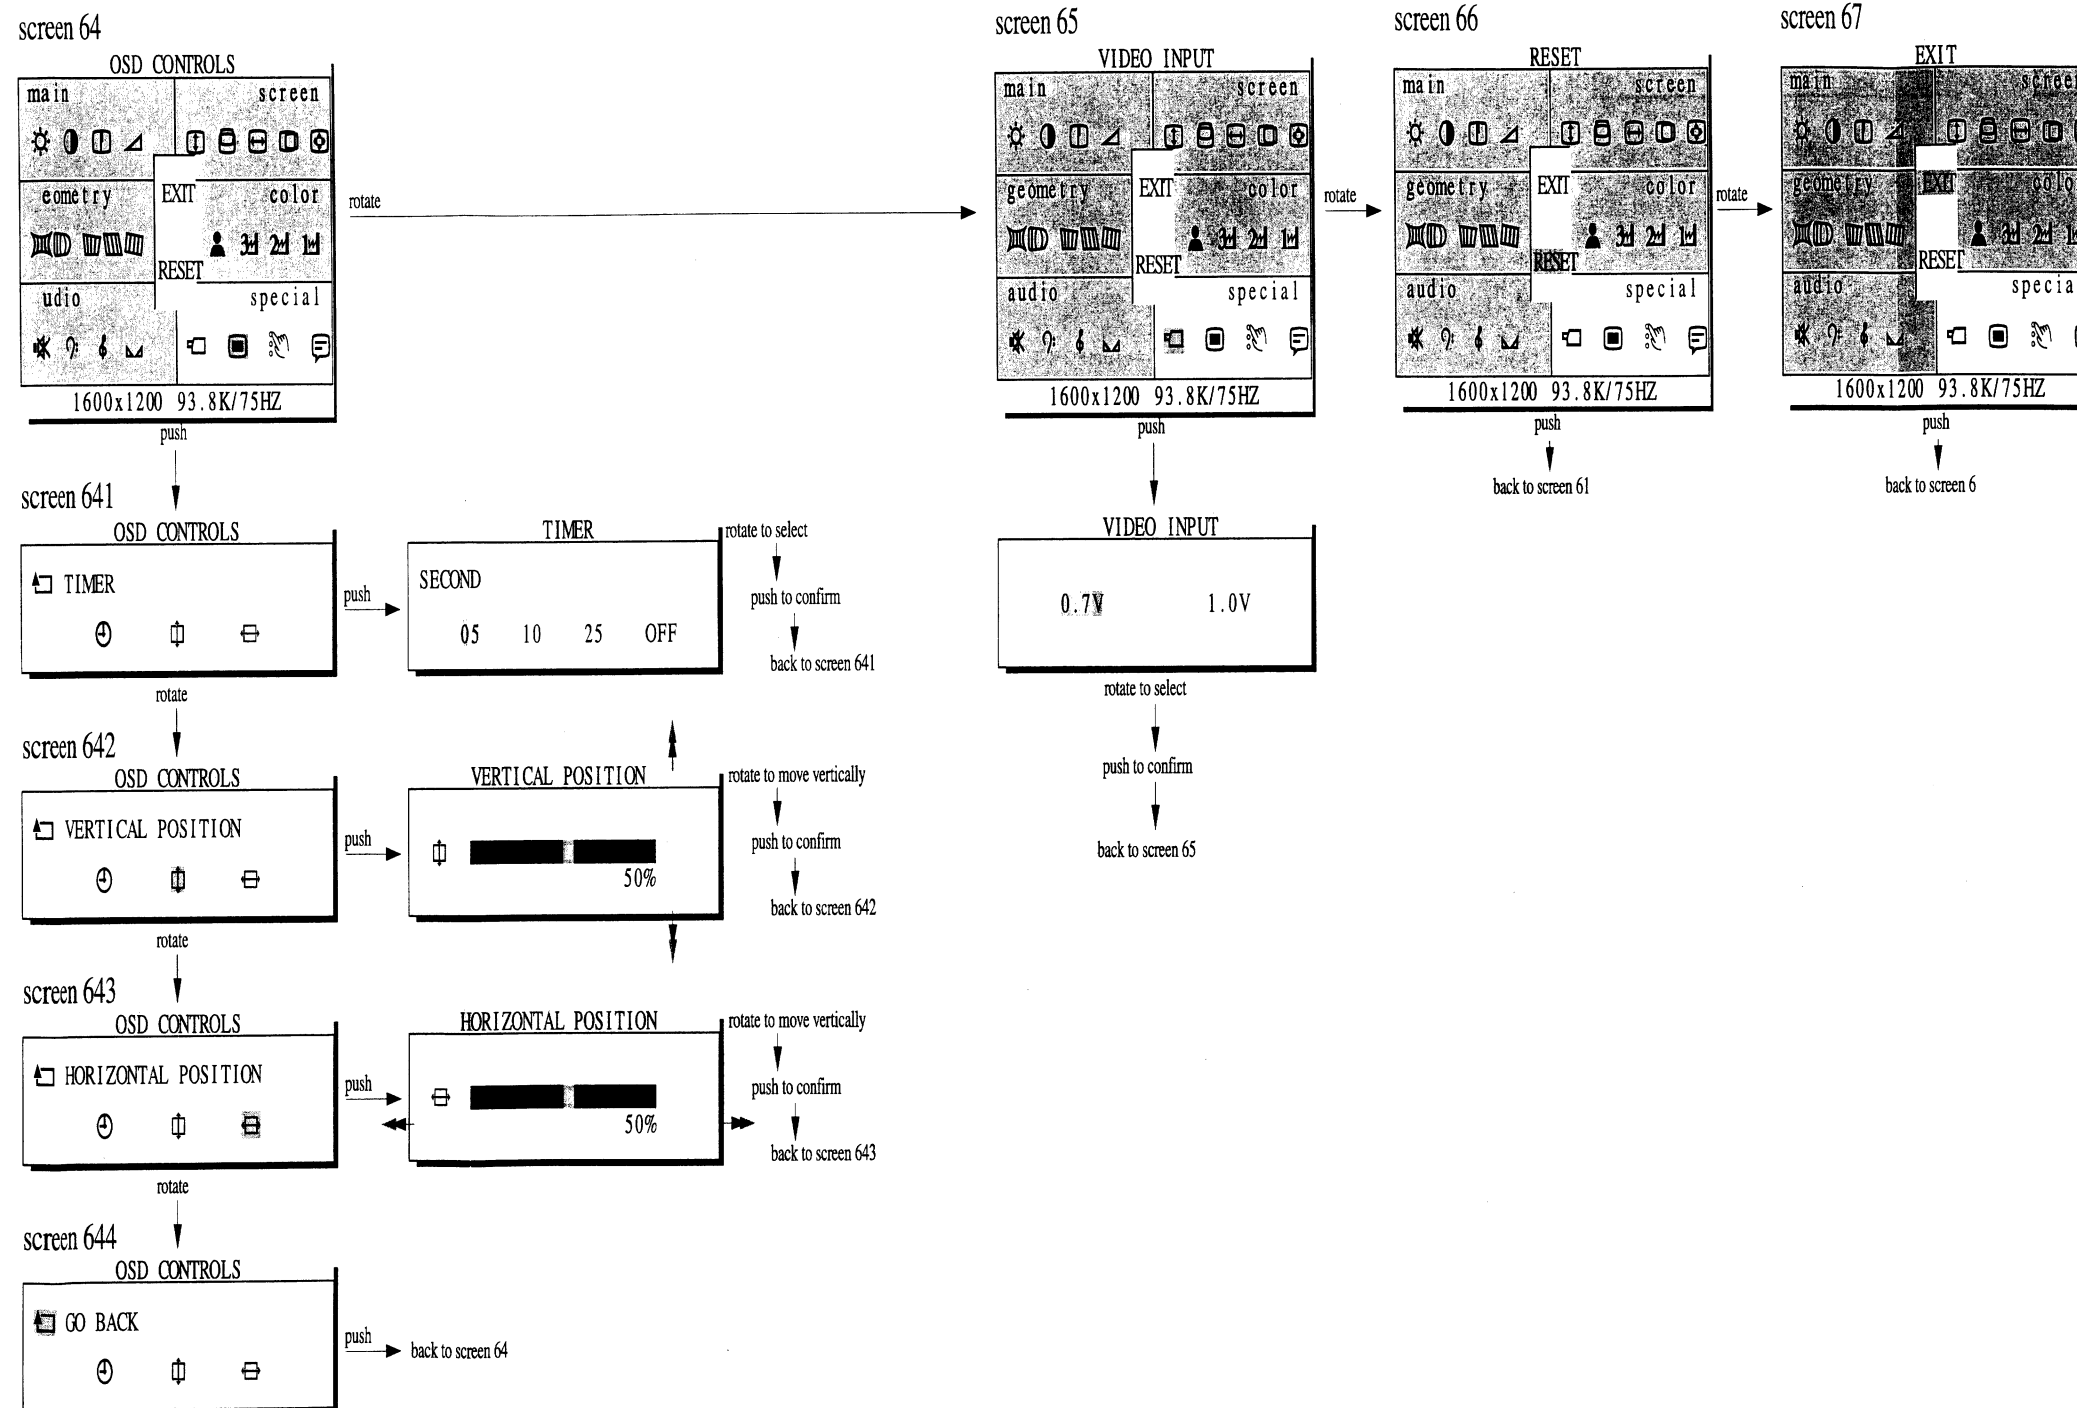 screen 64
OSD CONTROLS
main screen
eometry EXIT color
RESET
udio special
1600x1200 93.8K/75HZ
push
rotate
screen 65
VIDEO INPUT
main screen
geometry EXIT color
RESET
audio special
1600x1200 93.8K/75HZ
push
rotate
screen 66
RESET
main screen
geometry EXIT color
RESET
audio special
1600x1200 93.8K/75HZ
push
back to screen 61
rotate
screen 67
EXIT
main screen
geometry EXIT colo
RESET
audio specia
1600x1200 93.8K/75HZ
push
back to screen 6
screen 641
OSD CONTROLS
TIMER
push
TIMER
SECOND
05 10 25 OFF
rotate to select
push to confirm
back to screen 641
rotate
VIDEO INPUT
0.7V 1.0V
rotate to select
push to confirm
back to screen 65
screen 642
OSD CONTROLS
VERTICAL POSITION
push
VERTICAL POSITION
50%
rotate to move vertically
push to confirm
back to screen 642
rotate
screen 643
OSD CONTROLS
HORIZONTAL POSITION
push
HORIZONTAL POSITION
50%
rotate to move vertically
push to confirm
back to screen 643
rotate
screen 644
OSD CONTROLS
GO BACK
push
back to screen 64